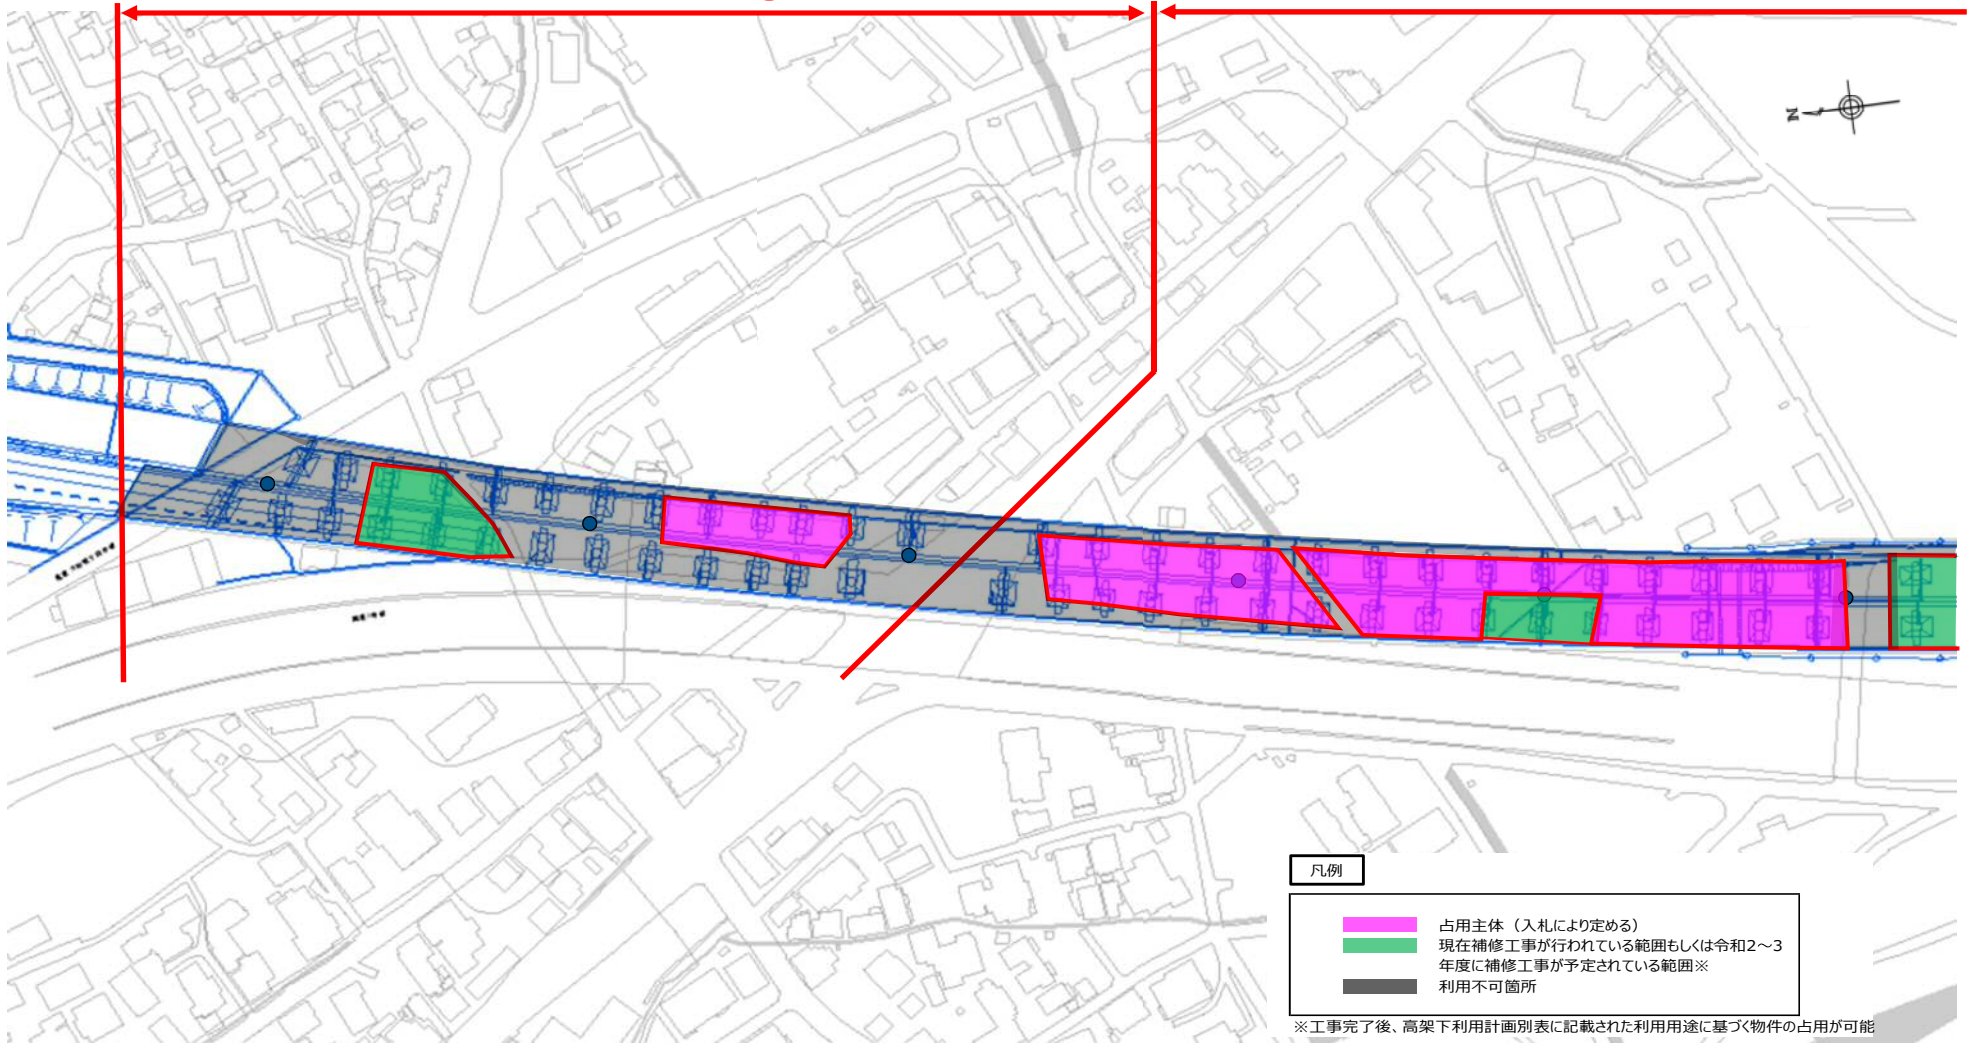 N
凡例
占用主体（入札により定める）
現在補修工事が行われている範囲もしくは令和2～3
年度に補修工事が予定されている範囲※
利用不可箇所
※工事完了後、高架下利用計画別表に記載された利用用途に基づく物件の占用が可能